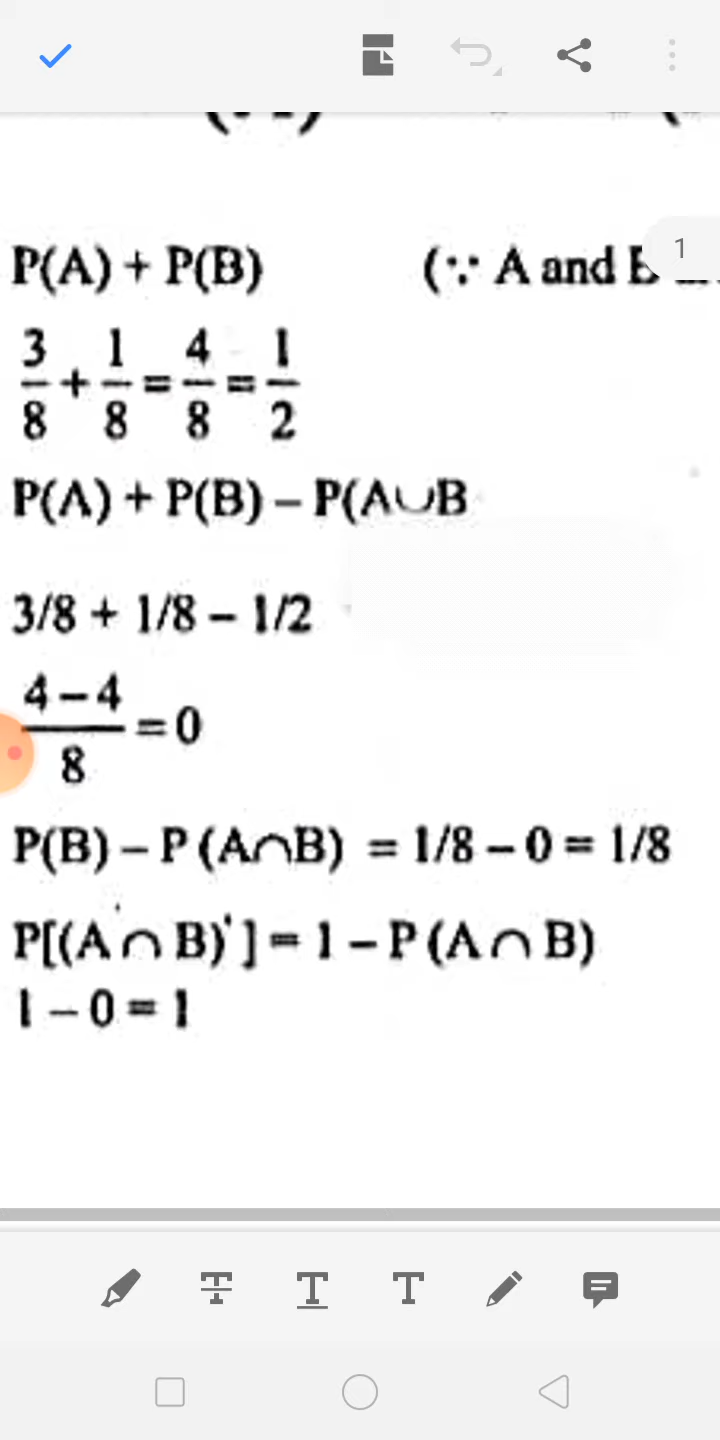 P(A) + P(B) (∵ A and B
3/8 + 1/8 = 4/8 = 1/2
P(A) + P(B) – P(A∪B
3/8 + 1/8 – 1/2
4 – 4 / 8 = 0
P(B) – P (A∩B) = 1/8 – 0 = 1/8
P[(A ∩ B)' ] = 1 – P (A ∩ B)
1 – 0 = 1
1